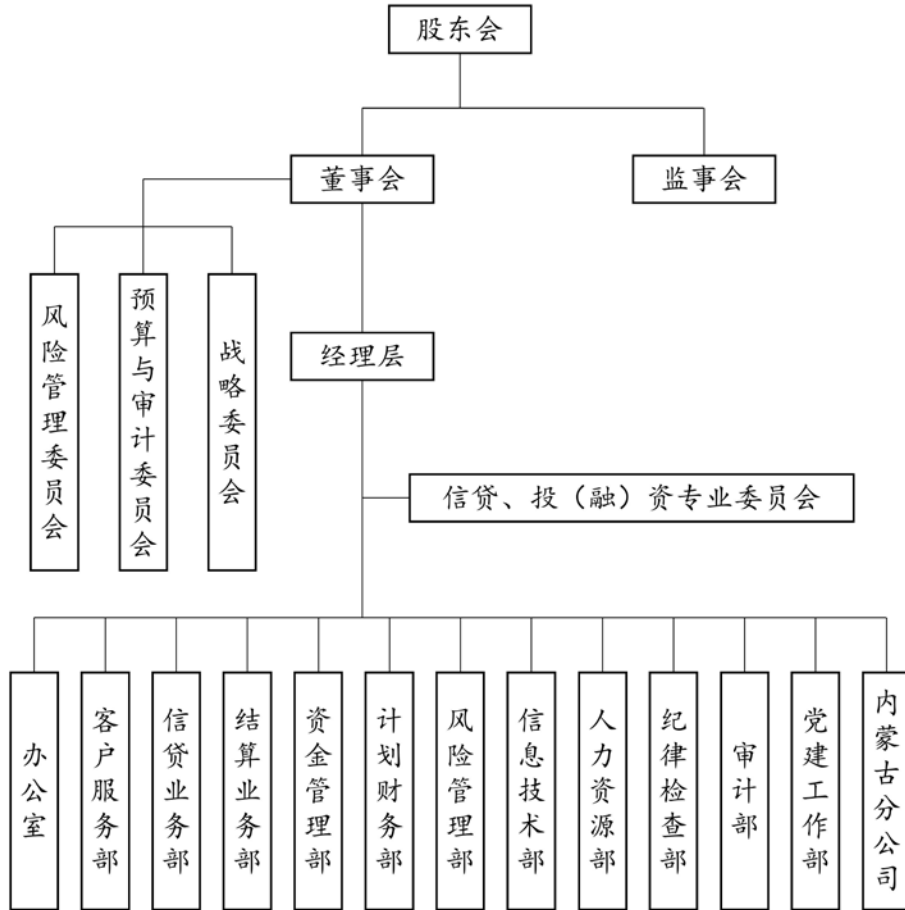 股东会
董事会
监事会
风险管理委员会
预算与审计委员会
战略委员会
经理层
信贷、投（融）资专业委员会
办公室
客户服务部
信贷业务部
结算业务部
资金管理部
计划财务部
风险管理部
信息技术部
人力资源部
纪律检查部
审计部
党建工作部
内蒙古分公司